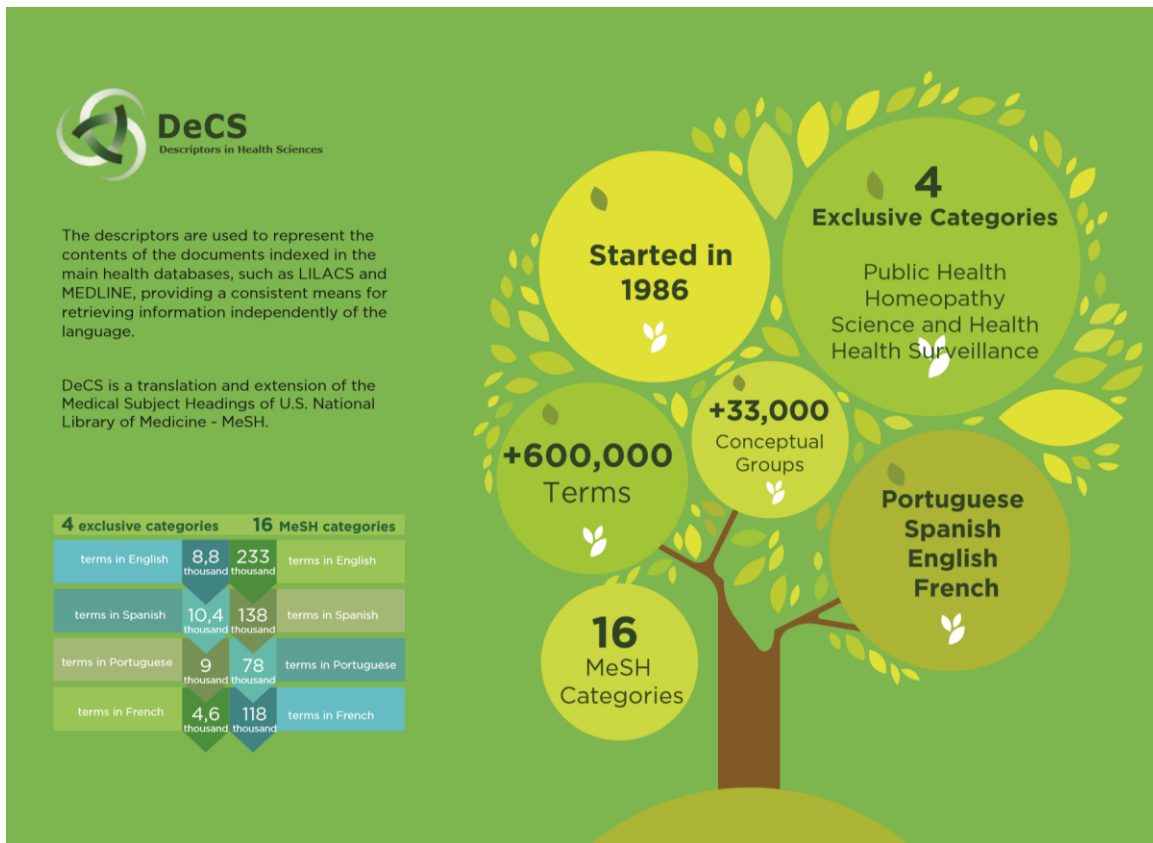 DeCS
Descriptors in Health Sciences
The descriptors are used to represent the
contents of the documents indexed in the
main health databases, such as LILACS and
MEDLINE, providing a consistent means for
retrieving information independently of the
language.
DeCS is a translation and extension of the
Medical Subject Headings of U.S. National
Library of Medicine - MeSH.
4 exclusive categories 16 MeSH categories
terms in English 8,8 thousand 233 thousand terms in English
terms in Spanish 10,4 thousand 138 thousand terms in Spanish
terms in Portuguese 9 thousand 78 thousand terms in Portuguese
terms in French 4,6 thousand 118 thousand terms in French
Started in
1986
4
Exclusive Categories
Public Health
Homeopathy
Science and Health
Health Surveillance
+33,000
Conceptual
Groups
+600,000
Terms
Portuguese
Spanish
English
French
16
MeSH
Categories